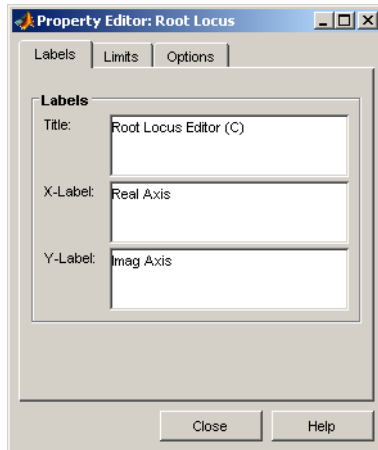 Property Editor: Root Locus
Labels Limits Options
Labels
Title: Root Locus Editor (C)
X-Label: Real Axis
Y-Label: Imag Axis
Close Help